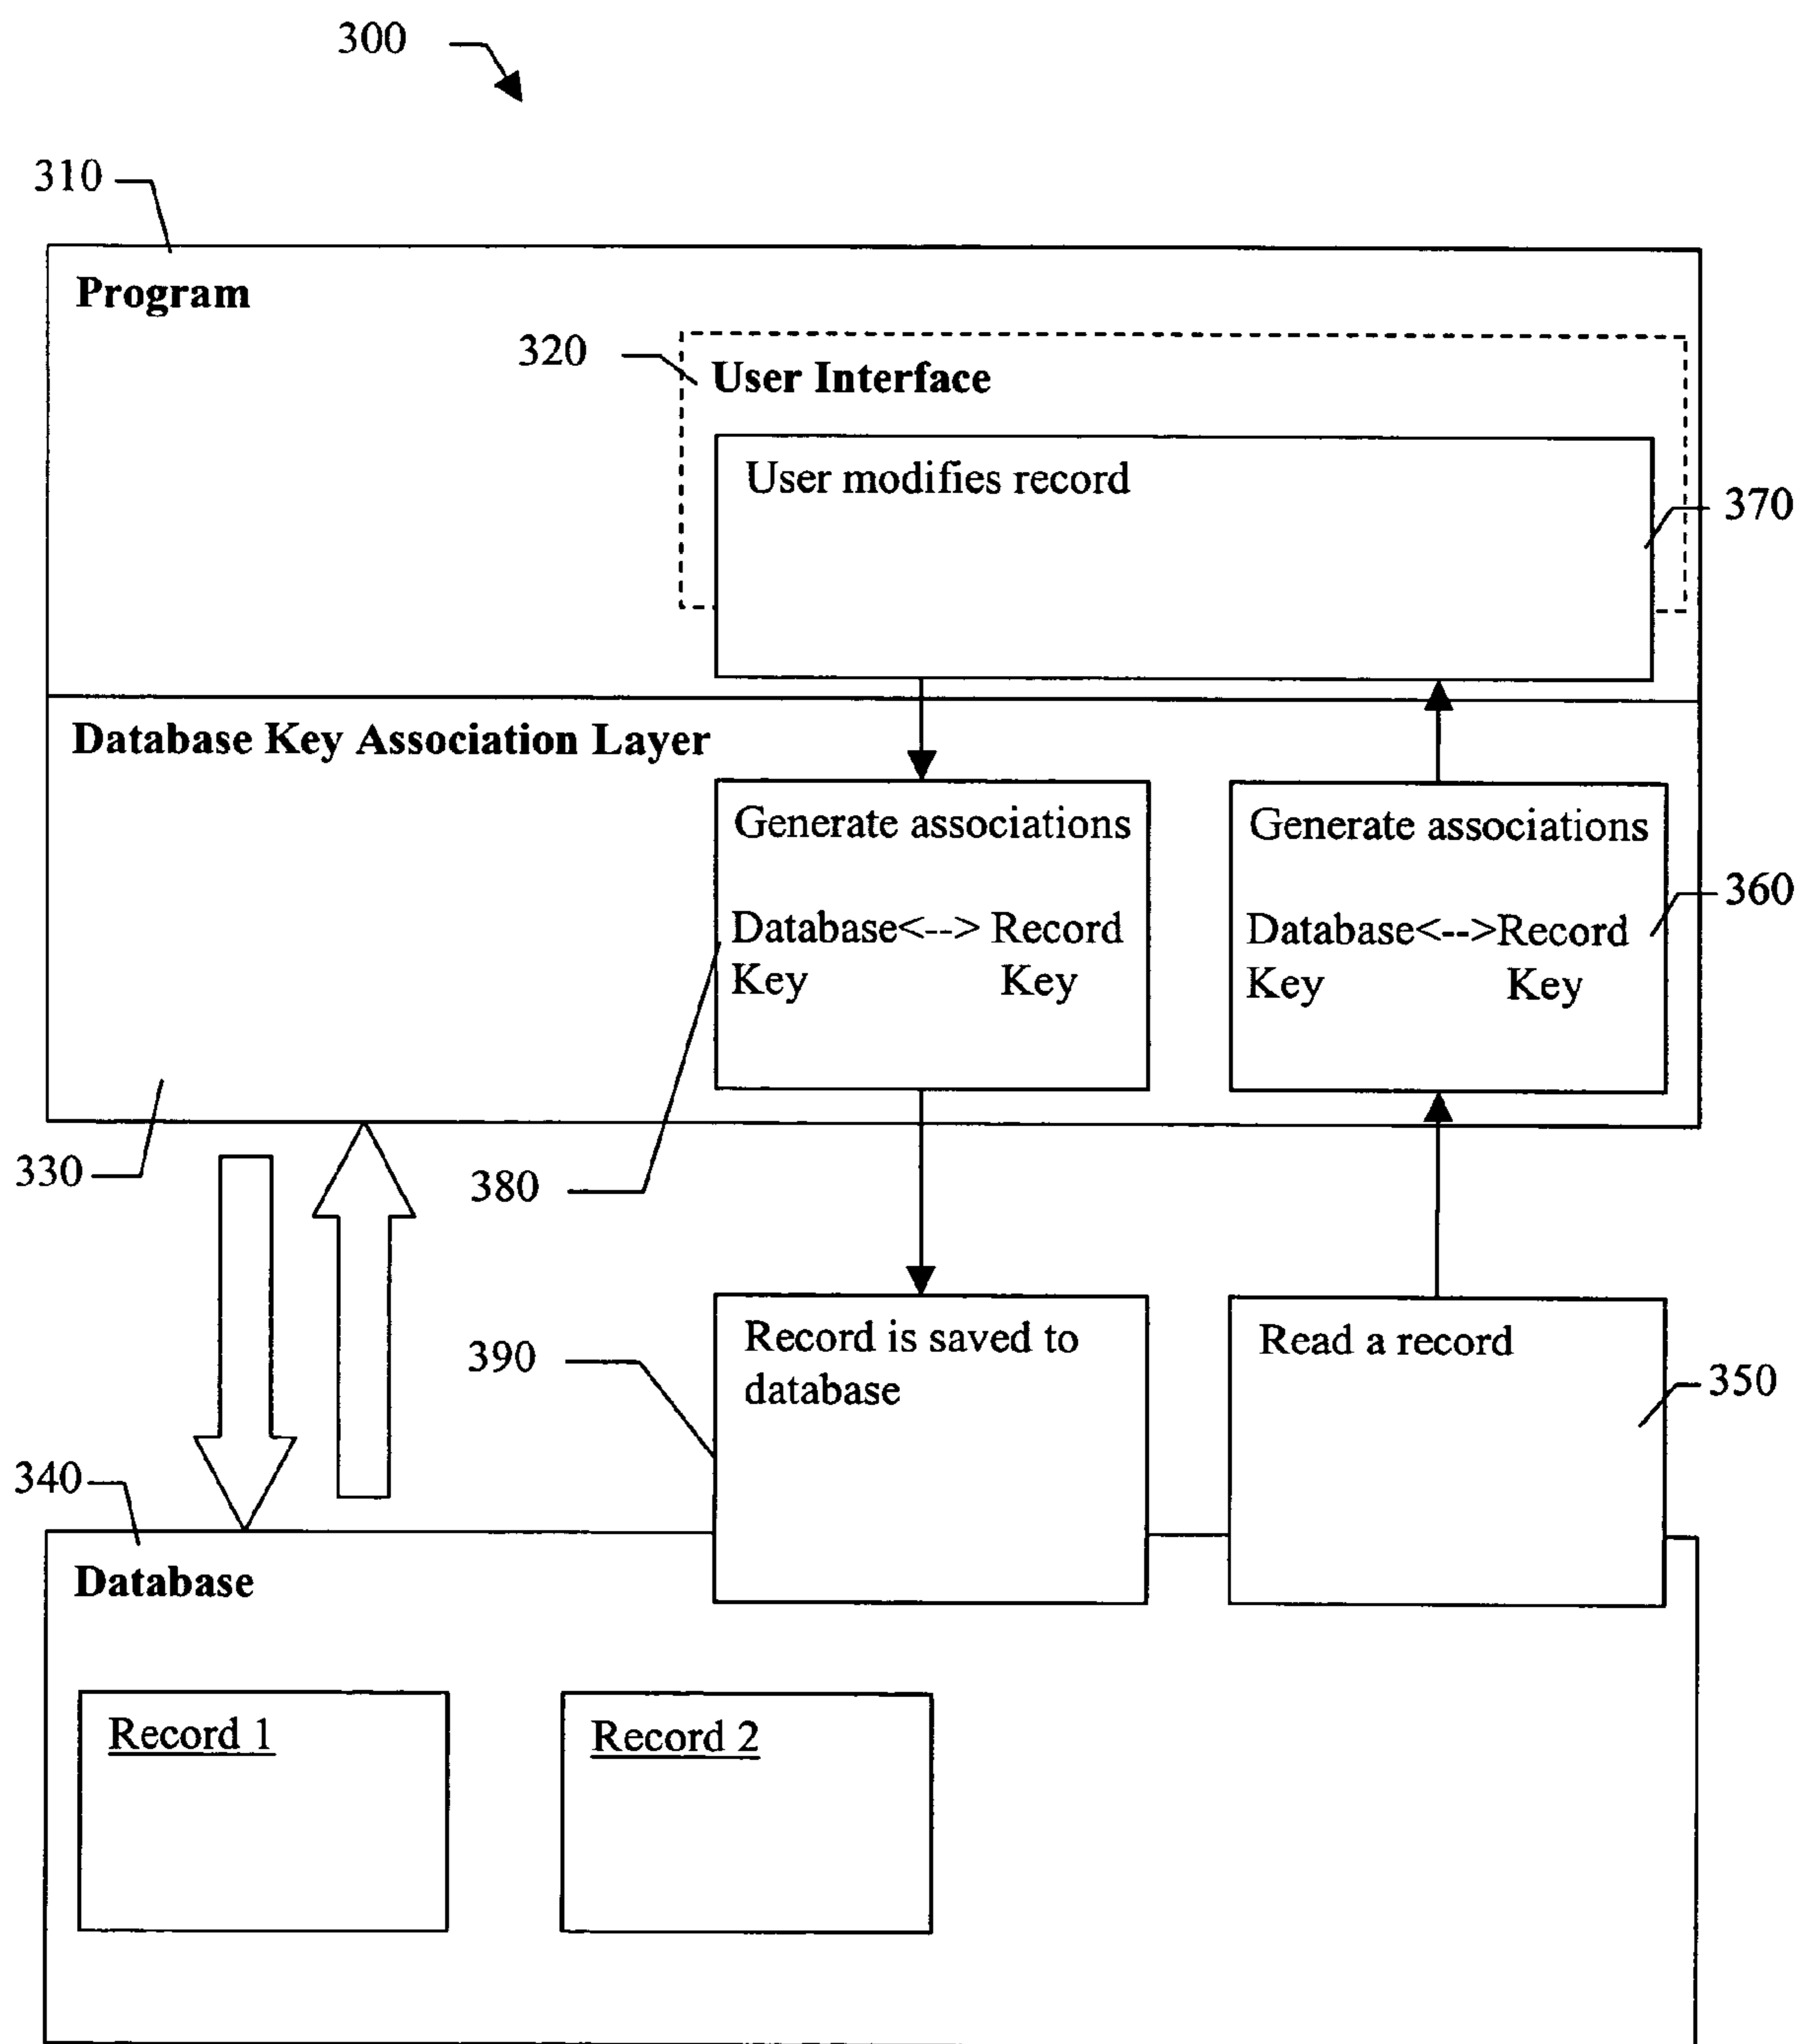 300
310
Program
320
User Interface
User modifies record
370
Database Key Association Layer
Generate associations
Database<--> Record
Key Key
380
Generate associations
Database<-->Record
Key Key
360
330
390
Record is saved to
database
Read a record
350
340
Database
Record 1
Record 2